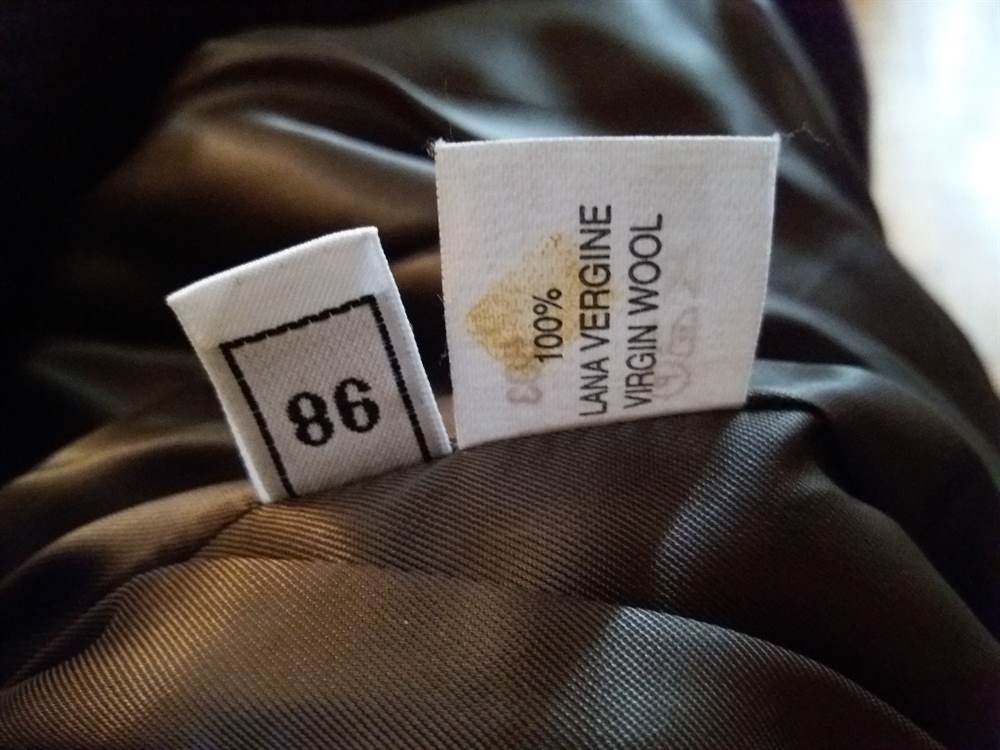 86
100%
LANA VERGINE
VIRGIN WOOL